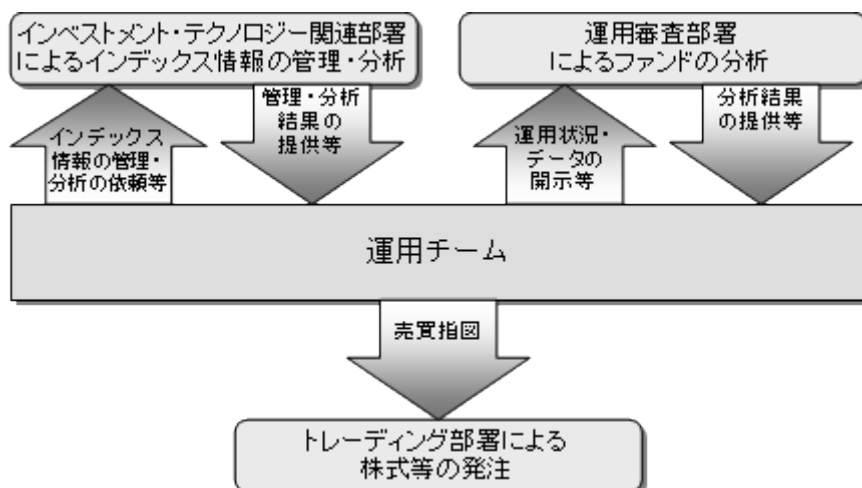 インベストメント・テクノロジー関連部署
によるインデックス情報の管理・分析
運用審査部署
によるファンドの分析
インデックス
情報の管理・
分析の依頼等
管理・分析
結果の
提供等
運用状況・
データの
開示等
分析結果
の提供等
運用チーム
売買指図
トレーディング部署による
株式等の発注